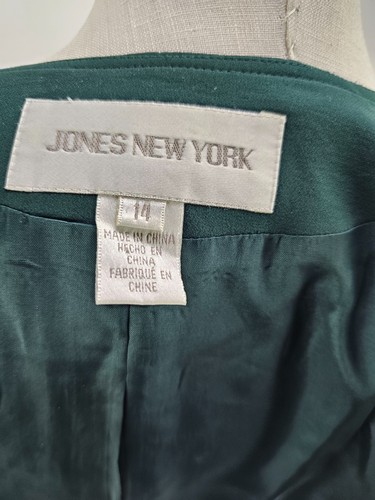 JONES NEW YORK
14
MADE IN CHINA
HECHO EN
CHINA
FABRIQUÉ EN
CHINE